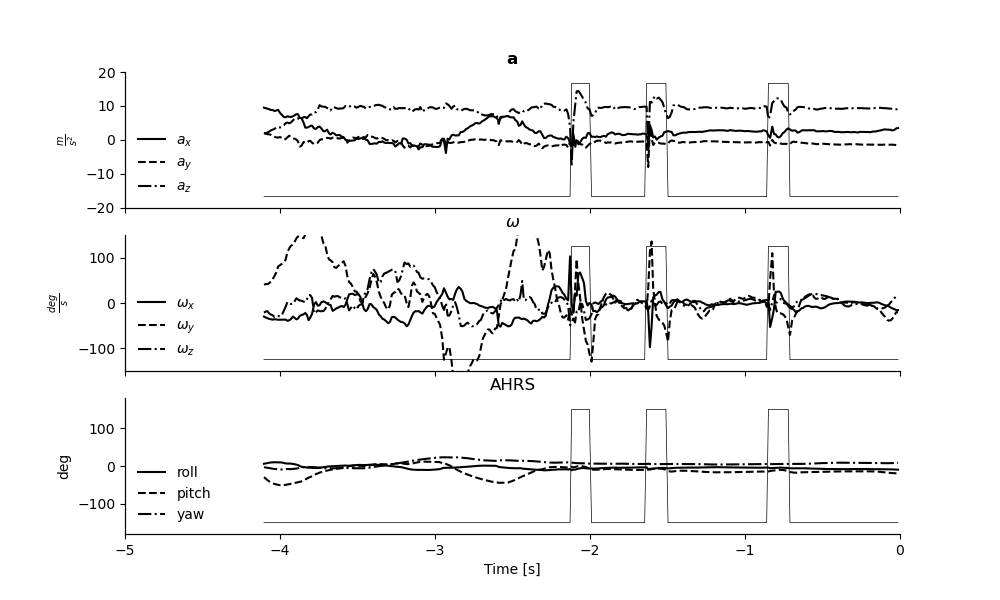 a
20
10
0
−10
−20
m/s²
a_x
a_y
a_z
ω
100
0
−100
deg/s
ω_x
ω_y
ω_z
AHRS
100
0
−100
deg
roll
pitch
yaw
−5 −4 −3 −2 −1 0
Time [s]